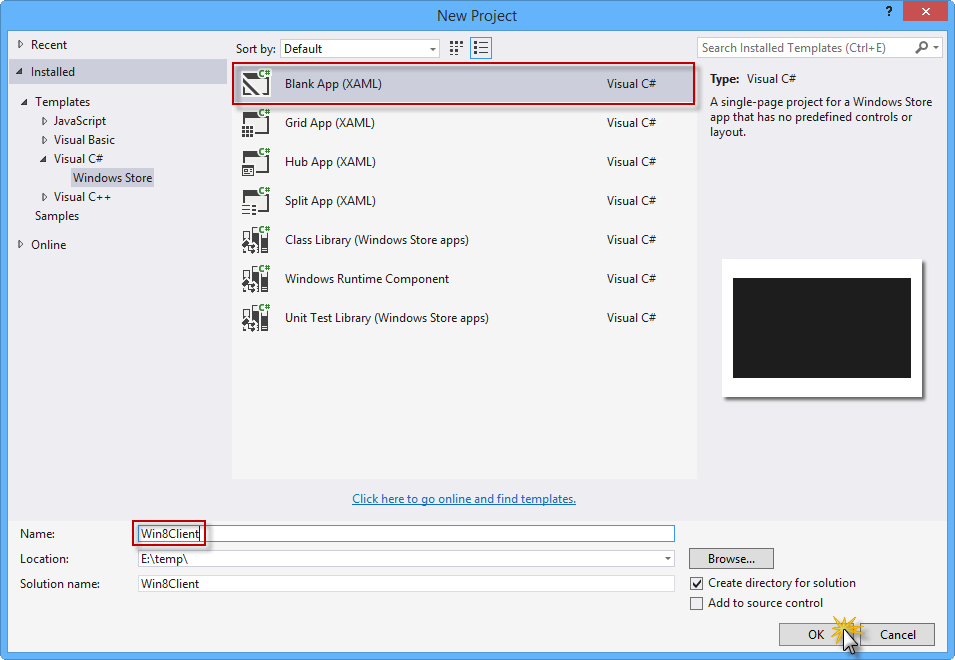 New Project
?
Recent
Installed
Templates
JavaScript
Visual Basic
Visual C#
Windows Store
Visual C++
Samples
Online
Sort by: Default
Search Installed Templates (Ctrl+E)
C# Blank App (XAML) Visual C#
C# Grid App (XAML) Visual C#
C# Hub App (XAML) Visual C#
C# Split App (XAML) Visual C#
C# Class Library (Windows Store apps) Visual C#
C# Windows Runtime Component Visual C#
C# Unit Test Library (Windows Store apps) Visual C#
Type: Visual C#
A single-page project for a Windows Store
app that has no predefined controls or
layout.
Click here to go online and find templates.
Name: Win8Client
Location: E:\temp\
Browse...
Solution name: Win8Client
Create directory for solution
Add to source control
OK
Cancel